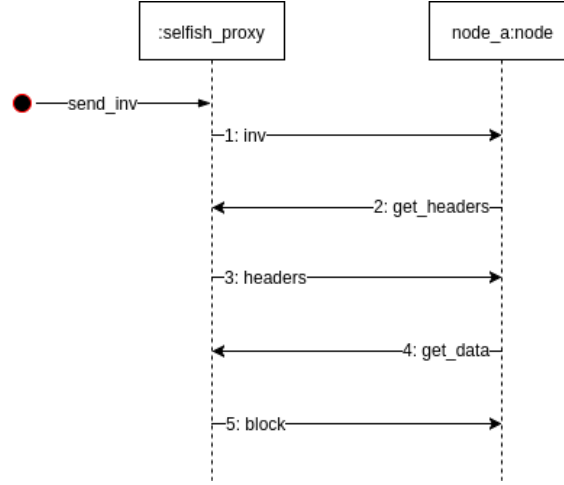 :selfish_proxy
node_a:node
send_inv
1: inv
2: get_headers
3: headers
4: get_data
5: block